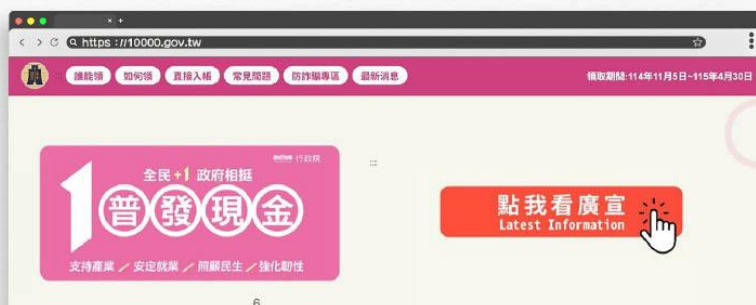 https ://10000.gov.tw
誰能領 如何領 直接入帳 常見問題 防詐騙專區 最新消息 領取期間:114年11月5日~115年4月30日
行政院
全民+1 政府相挺
1 普發現金
支持產業/安定就業/照顧民生/強化韌性
點我看廣宣
Latest Information
6